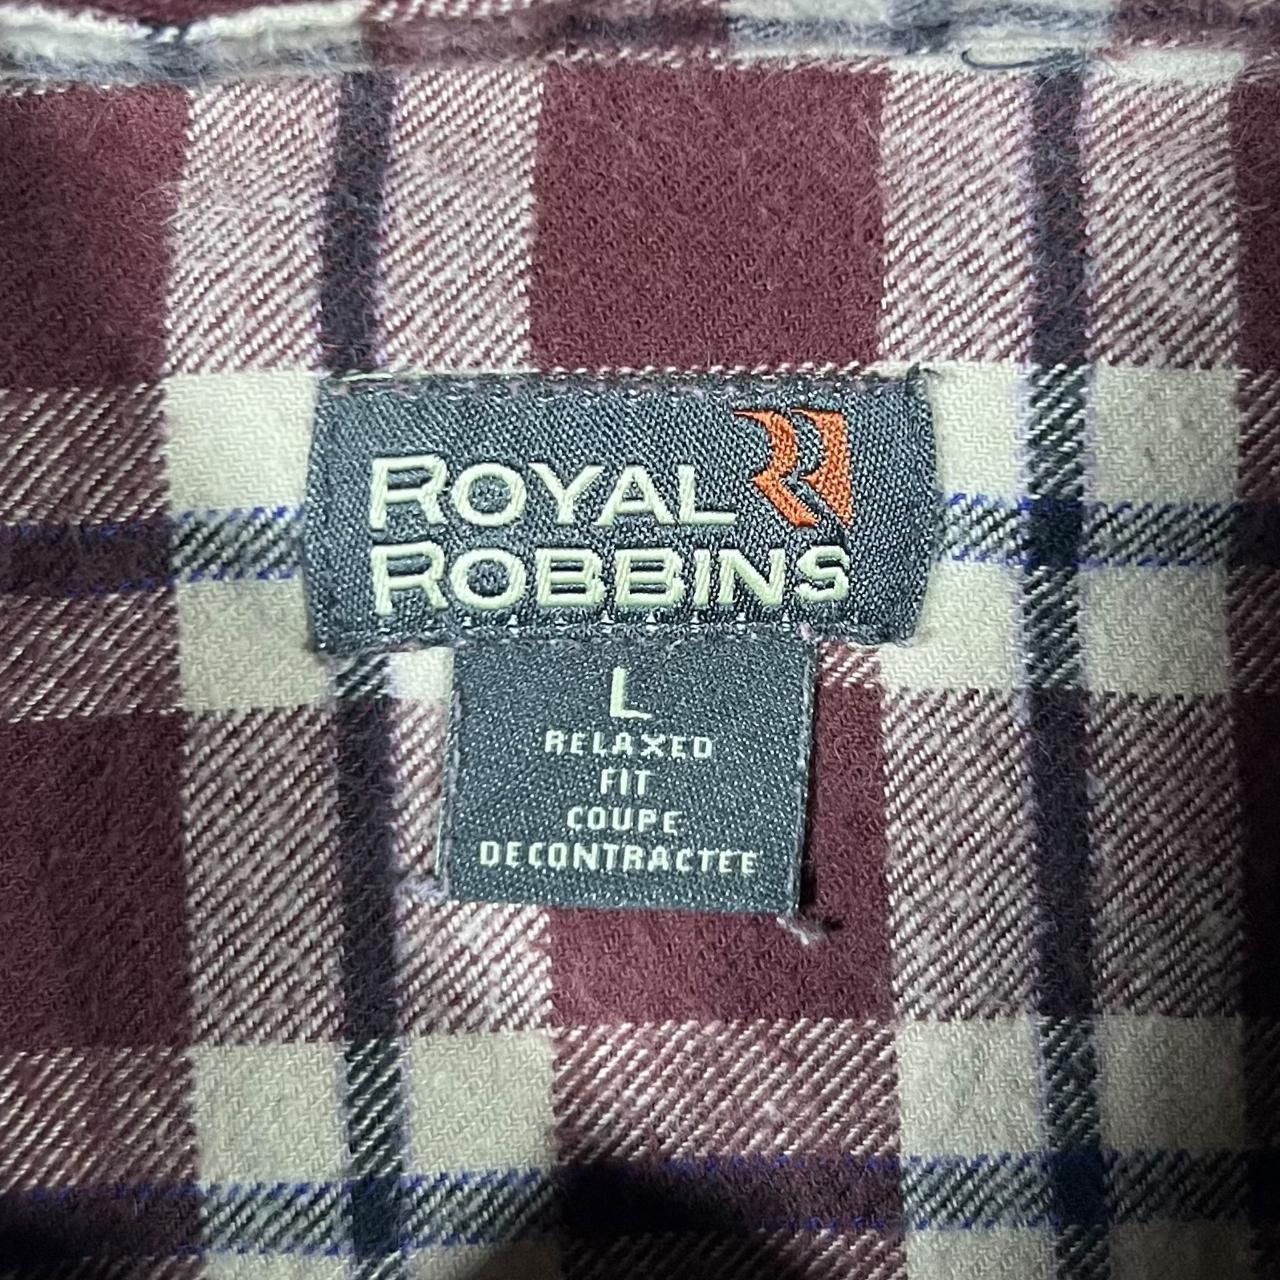 ROYAL
ROBBINS
L
RELAXED
FIT
COUPE
DECONTRACTEE